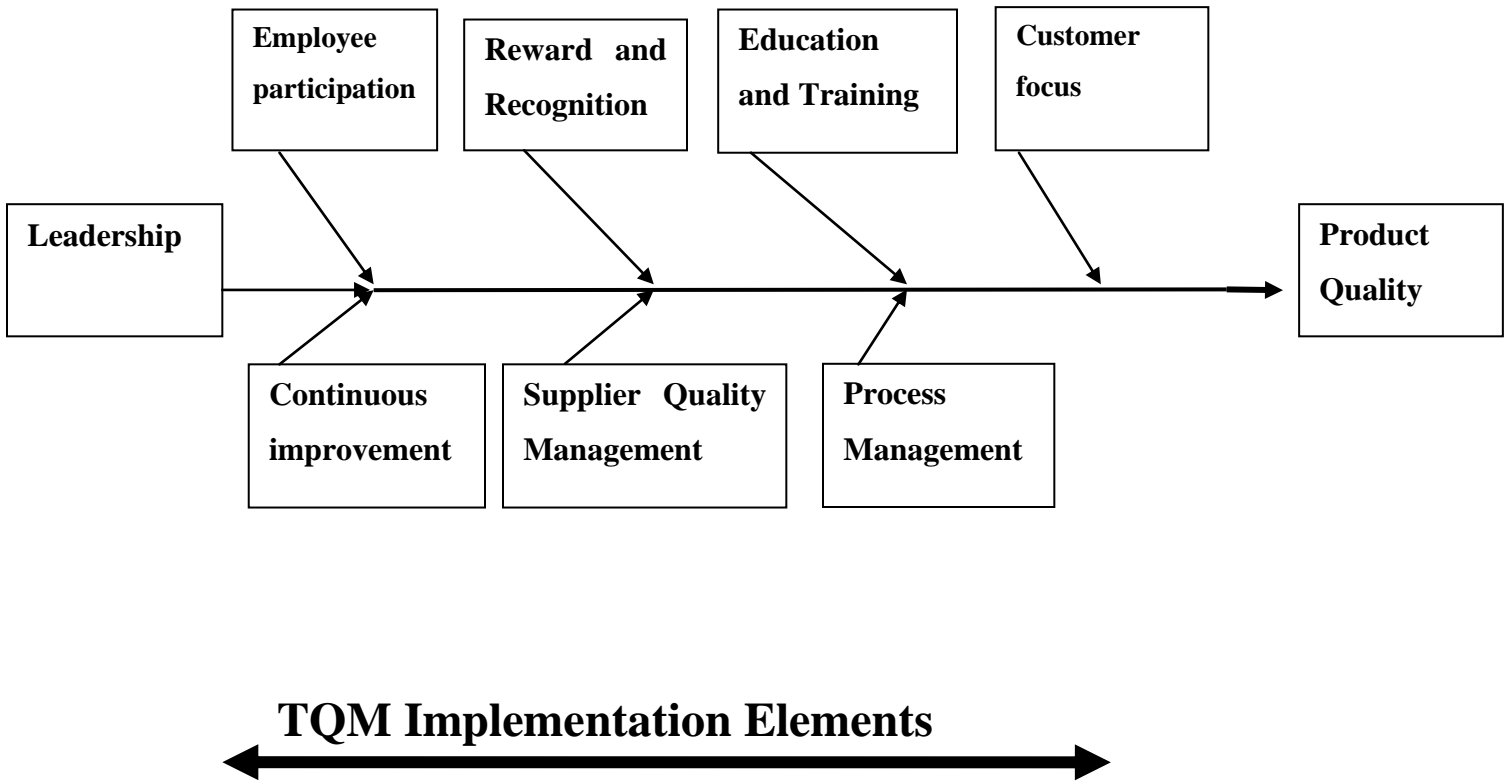 Employee
participation
Reward and
Recognition
Education
and Training
Customer
focus
Leadership
Product
Quality
Continuous
improvement
Supplier Quality
Management
Process
Management
TQM Implementation Elements